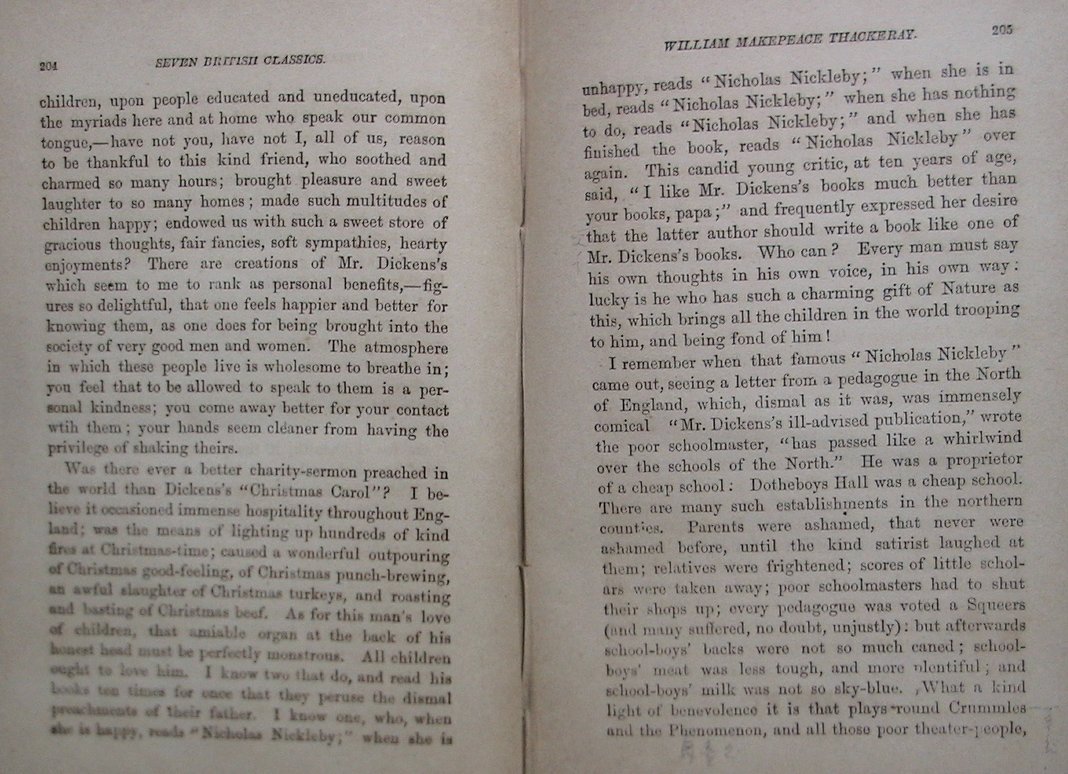 204
SEVEN BRITISH CLASSICS.
children, upon people educated and uneducated, upon
the myriads here and at home who speak our common
tongue,—have not you, have not I, all of us, reason
to be thankful to this kind friend, who soothed and
charmed so many hours; brought pleasure and sweet
laughter to so many homes; made such multitudes of
children happy; endowed us with such a sweet store of
gracious thoughts, fair fancies, soft sympathies, hearty
enjoyments? There are creations of Mr. Dickens's
which seem to me to rank as personal benefits,—fig-
ures so delightful, that one feels happier and better for
knowing them, as one does for being brought into the
society of very good men and women. The atmosphere
in which these people live is wholesome to breathe in;
you feel that to be allowed to speak to them is a per-
sonal kindness; you come away better for your contact
wtih them; your hands seem cleaner from having the
privilege of shaking theirs.
Was there ever a better charity-sermon preached in
the world than Dickens's "Christmas Carol"? I be-
lieve it occasioned immense hospitality throughout Eng-
land; was the means of lighting up hundreds of kind
fires at Christmas-time; caused a wonderful outpouring
of Christmas good-feeling, of Christmas punch-brewing,
an awful slaughter of Christmas turkeys, and roasting
and basting of Christmas beef. As for this man's love
of children, that amiable organ at the back of his
honest head must be perfectly monstrous. All children
ought to love him. I know two that do, and read his
books ten times for once that they peruse the dismal
preachments of their father. I know one, who, when
she is happy, reads "Nicholas Nickleby;" when she is
WILLIAM MAKEPEACE THACKERAY.
205
unhappy, reads "Nicholas Nickleby;" when she is in
bed, reads "Nicholas Nickleby;" when she has nothing
to do, reads "Nicholas Nickleby;" and when she has
finished the book, reads "Nicholas Nickleby" over
again. This candid young critic, at ten years of age,
said, "I like Mr. Dickens's books much better than
your books, papa;" and frequently expressed her desire
that the latter author should write a book like one of
Mr. Dickens's books. Who can? Every man must say
his own thoughts in his own voice, in his own way:
lucky is he who has such a charming gift of Nature as
this, which brings all the children in the world trooping
to him, and being fond of him!
I remember when that famous "Nicholas Nickleby"
came out, seeing a letter from a pedagogue in the North
of England, which, dismal as it was, was immensely
comical "Mr. Dickens's ill-advised publication," wrote
the poor schoolmaster, "has passed like a whirlwind
over the schools of the North." He was a proprietor
of a cheap school: Dotheboys Hall was a cheap school.
There are many such establishments in the northern
counties. Parents were ashamed, that never were
ashamed before, until the kind satirist laughed at
them; relatives were frightened; scores of little schol-
ars were taken away; poor schoolmasters had to shut
their shops up; every pedagogue was voted a Squeers
(and many suffered, no doubt, unjustly): but afterwards
school-boys' backs were not so much caned; school-
boys' meat was less tough, and more plentiful; and
school-boys' milk was not so sky-blue. What a kind
light of benevolence it is that plays round Crummles
and the Phenomenon, and all those poor theater-people,